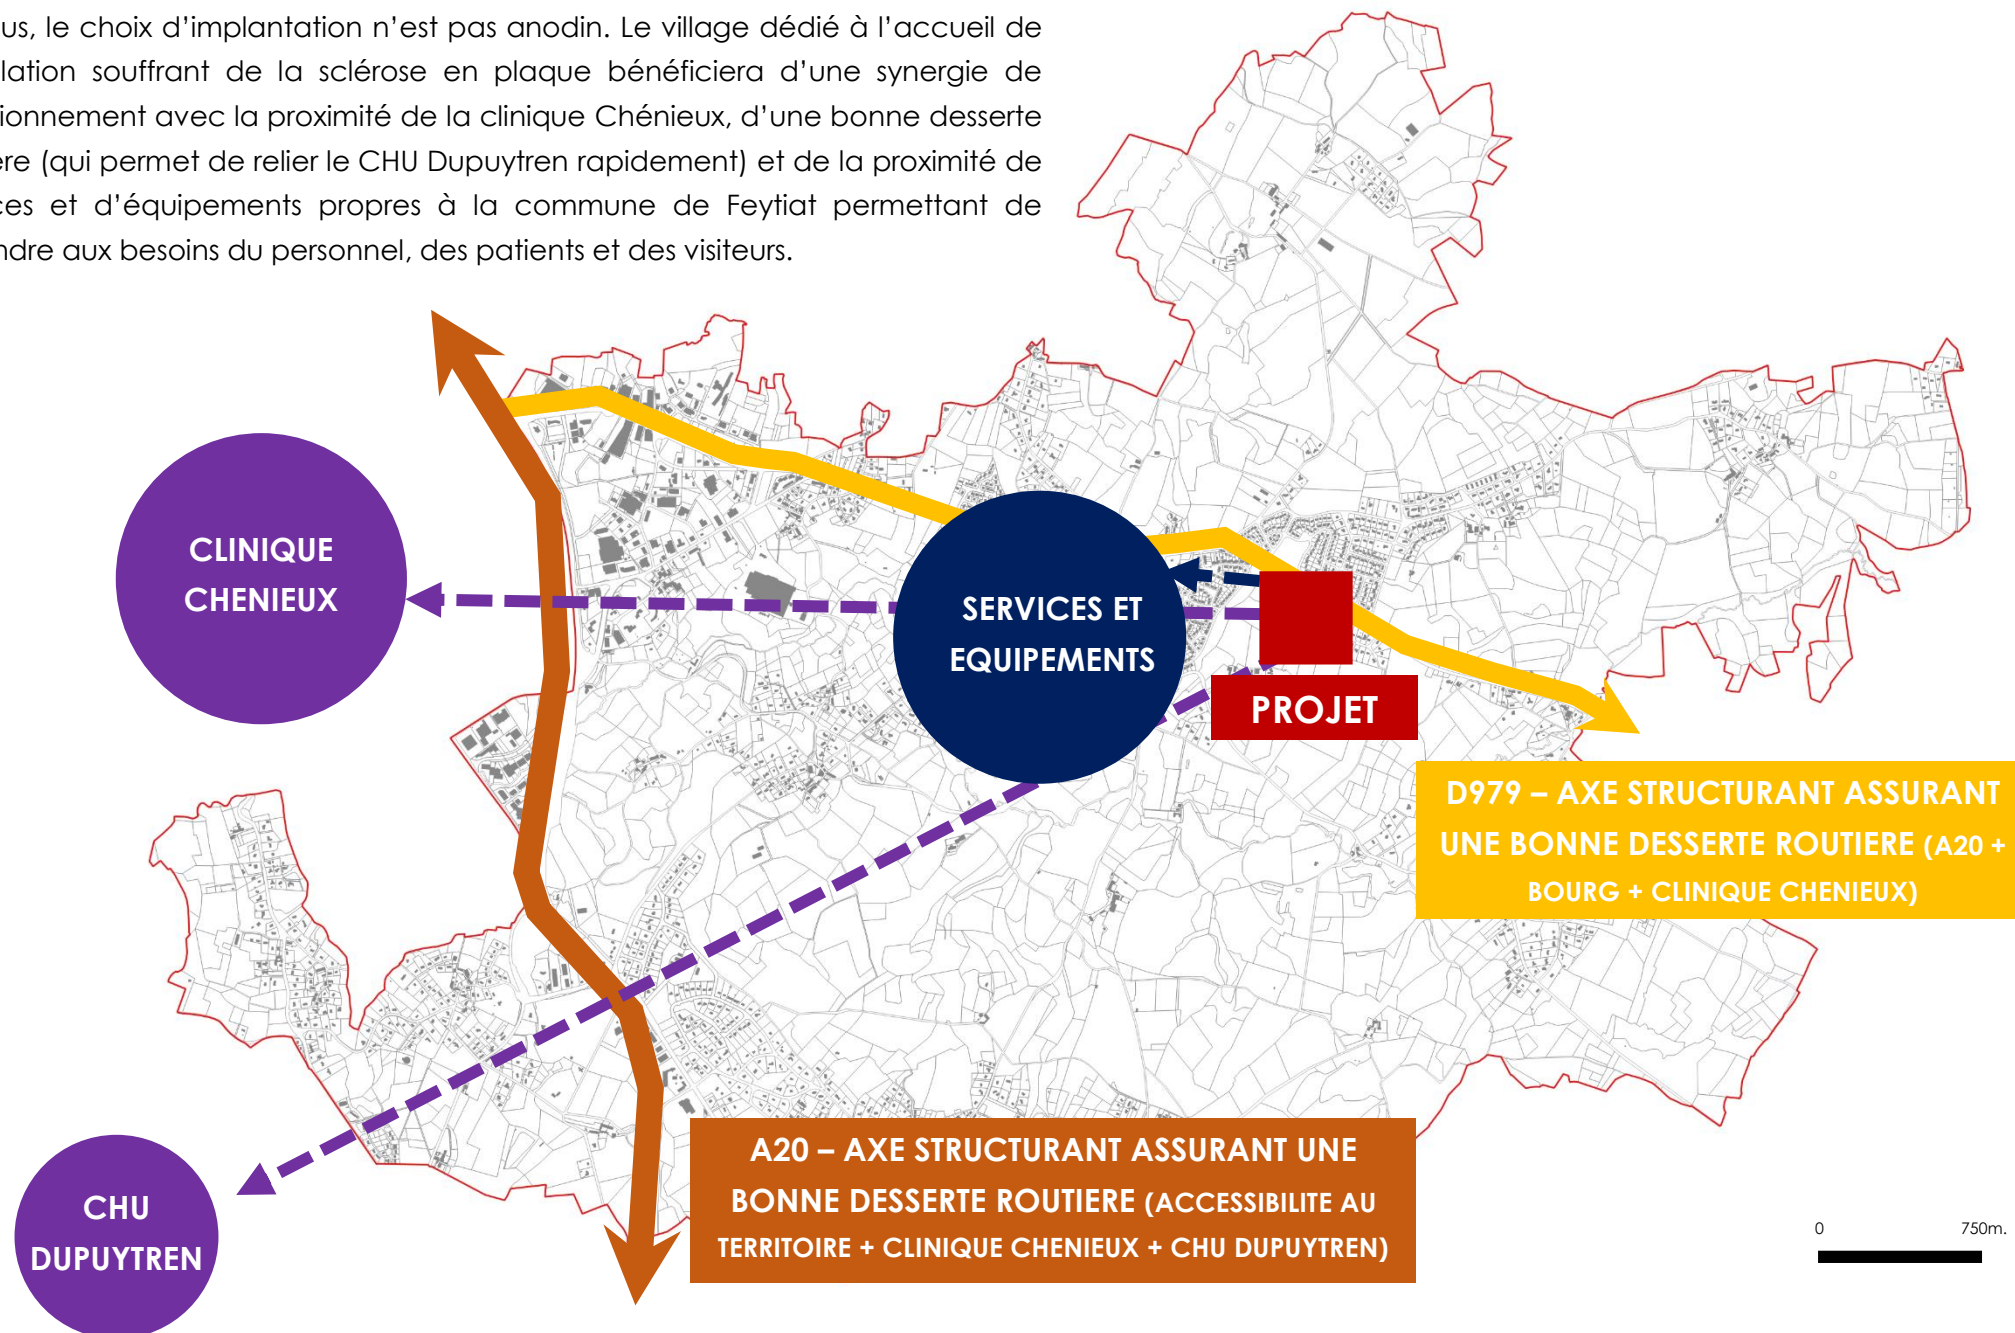 us, le choix d’implantation n’est pas anodin. Le village dédié à l’accueil de
lation souffrant de la sclérose en plaque bénéficiera d’une synergie de
ionnement avec la proximité de la clinique Chénieux, d’une bonne desserte
ère (qui permet de relier le CHU Dupuytren rapidement) et de la proximité de
ces et d’équipements propres à la commune de Feytiat permettant de
ndre aux besoins du personnel, des patients et des visiteurs.
CLINIQUE
CHENIEUX
SERVICES ET
EQUIPEMENTS
PROJET
D979 – AXE STRUCTURANT ASSURANT
UNE BONNE DESSERTE ROUTIERE (A20 +
BOURG + CLINIQUE CHENIEUX)
A20 – AXE STRUCTURANT ASSURANT UNE
BONNE DESSERTE ROUTIERE (ACCESSIBILITE AU
TERRITOIRE + CLINIQUE CHENIEUX + CHU DUPUYTREN)
CHU
DUPUYTREN
0 750m.